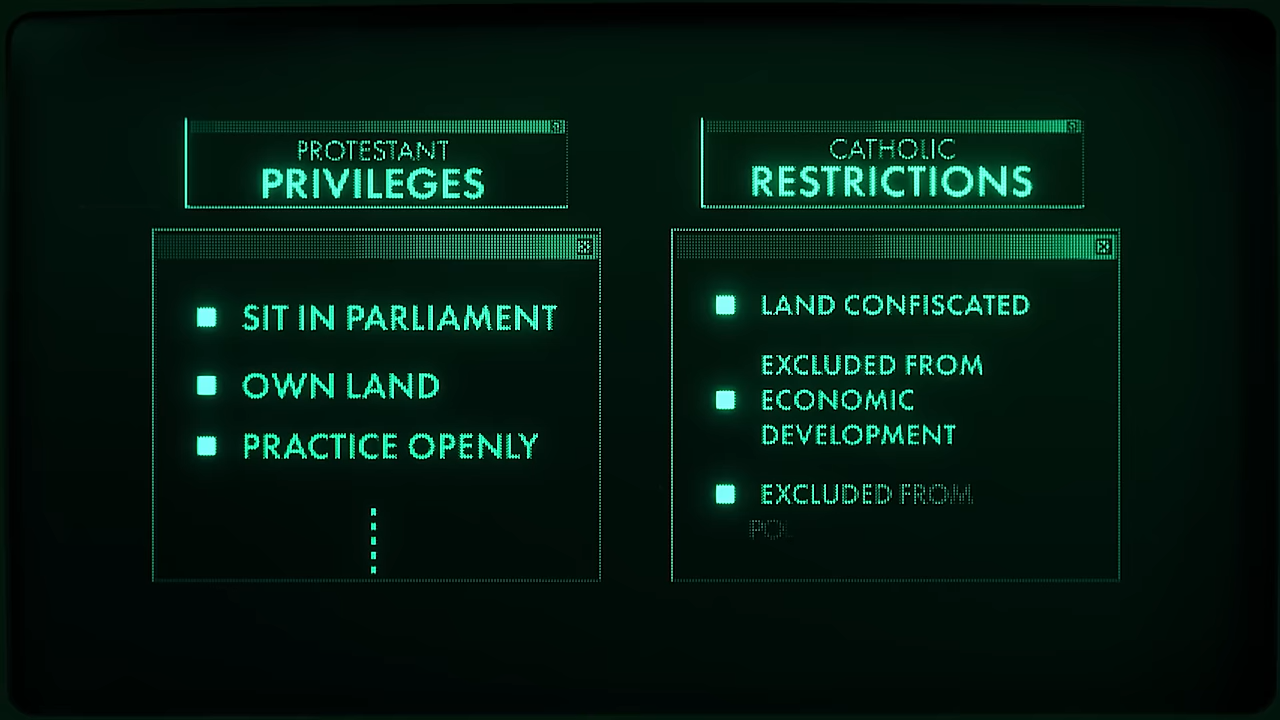 PROTESTANT
PRIVILEGES
SIT IN PARLIAMENT
OWN LAND
PRACTICE OPENLY
CATHOLIC
RESTRICTIONS
LAND CONFISCATED
EXCLUDED FROM
ECONOMIC
DEVELOPMENT
EXCLUDED FROM